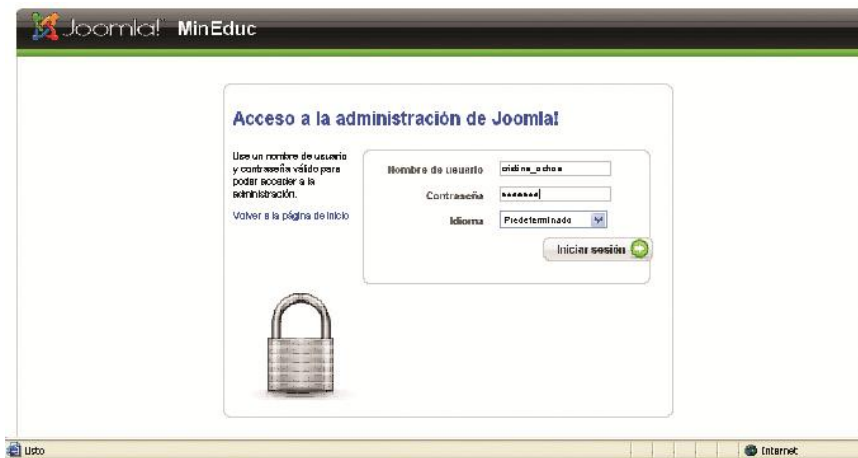 Joomla! MinEduc
Acceso a la administración de Joomla!
Use un nombre de usuario
y contraseña válido para
poder acceder a la
administración.
Volver a la página de inicio
Nombre de usuario cristina_ochoa
Contraseña *******
Idioma Predeterminado
Iniciar sesión
Listo
Internet